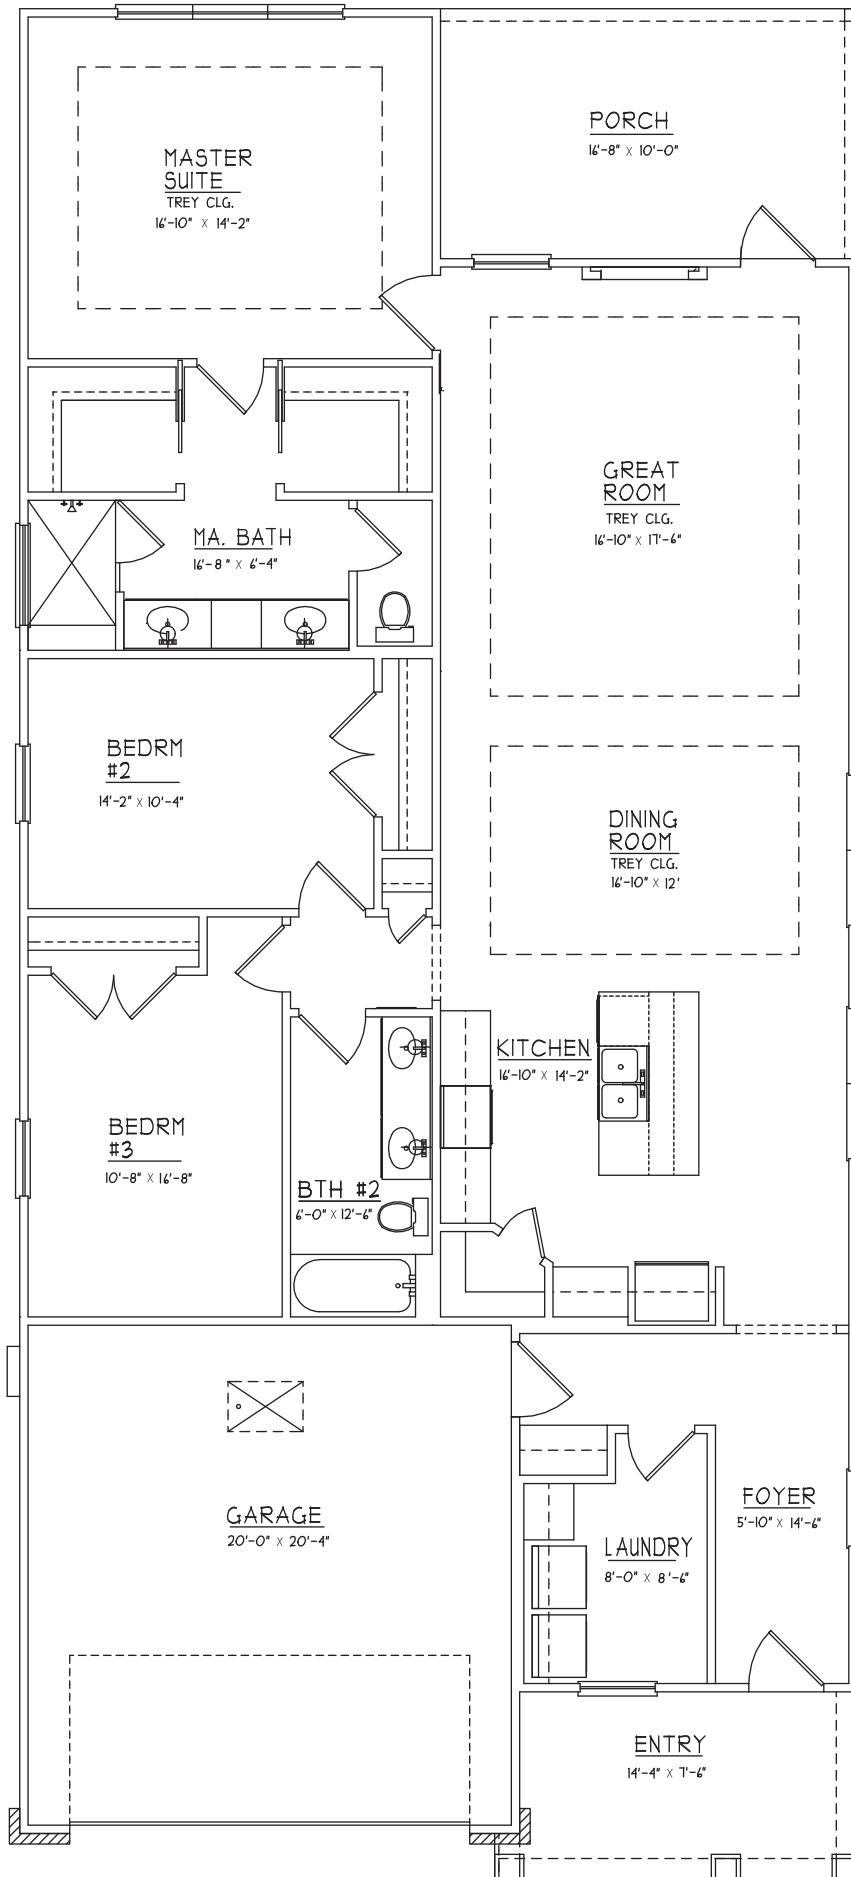 PORCH
16'-8" X 10'-0"
MASTER
SUITE
TREY CLG.
16'-10" X 14'-2"
GREAT
ROOM
TREY CLG.
16'-10" X 17'-6"
MA. BATH
16'-8" X 6'-4"
BEDRM
#2
14'-2" X 10'-4"
DINING
ROOM
TREY CLG.
16'-10" X 12'
KITCHEN
16'-10" X 14'-2"
BEDRM
#3
10'-8" X 16'-8"
BTH #2
6'-0" X 12'-6"
GARAGE
20'-0" X 20'-4"
FOYER
5'-10" X 14'-6"
LAUNDRY
8'-0" X 8'-6"
ENTRY
14'-4" X 7'-6"